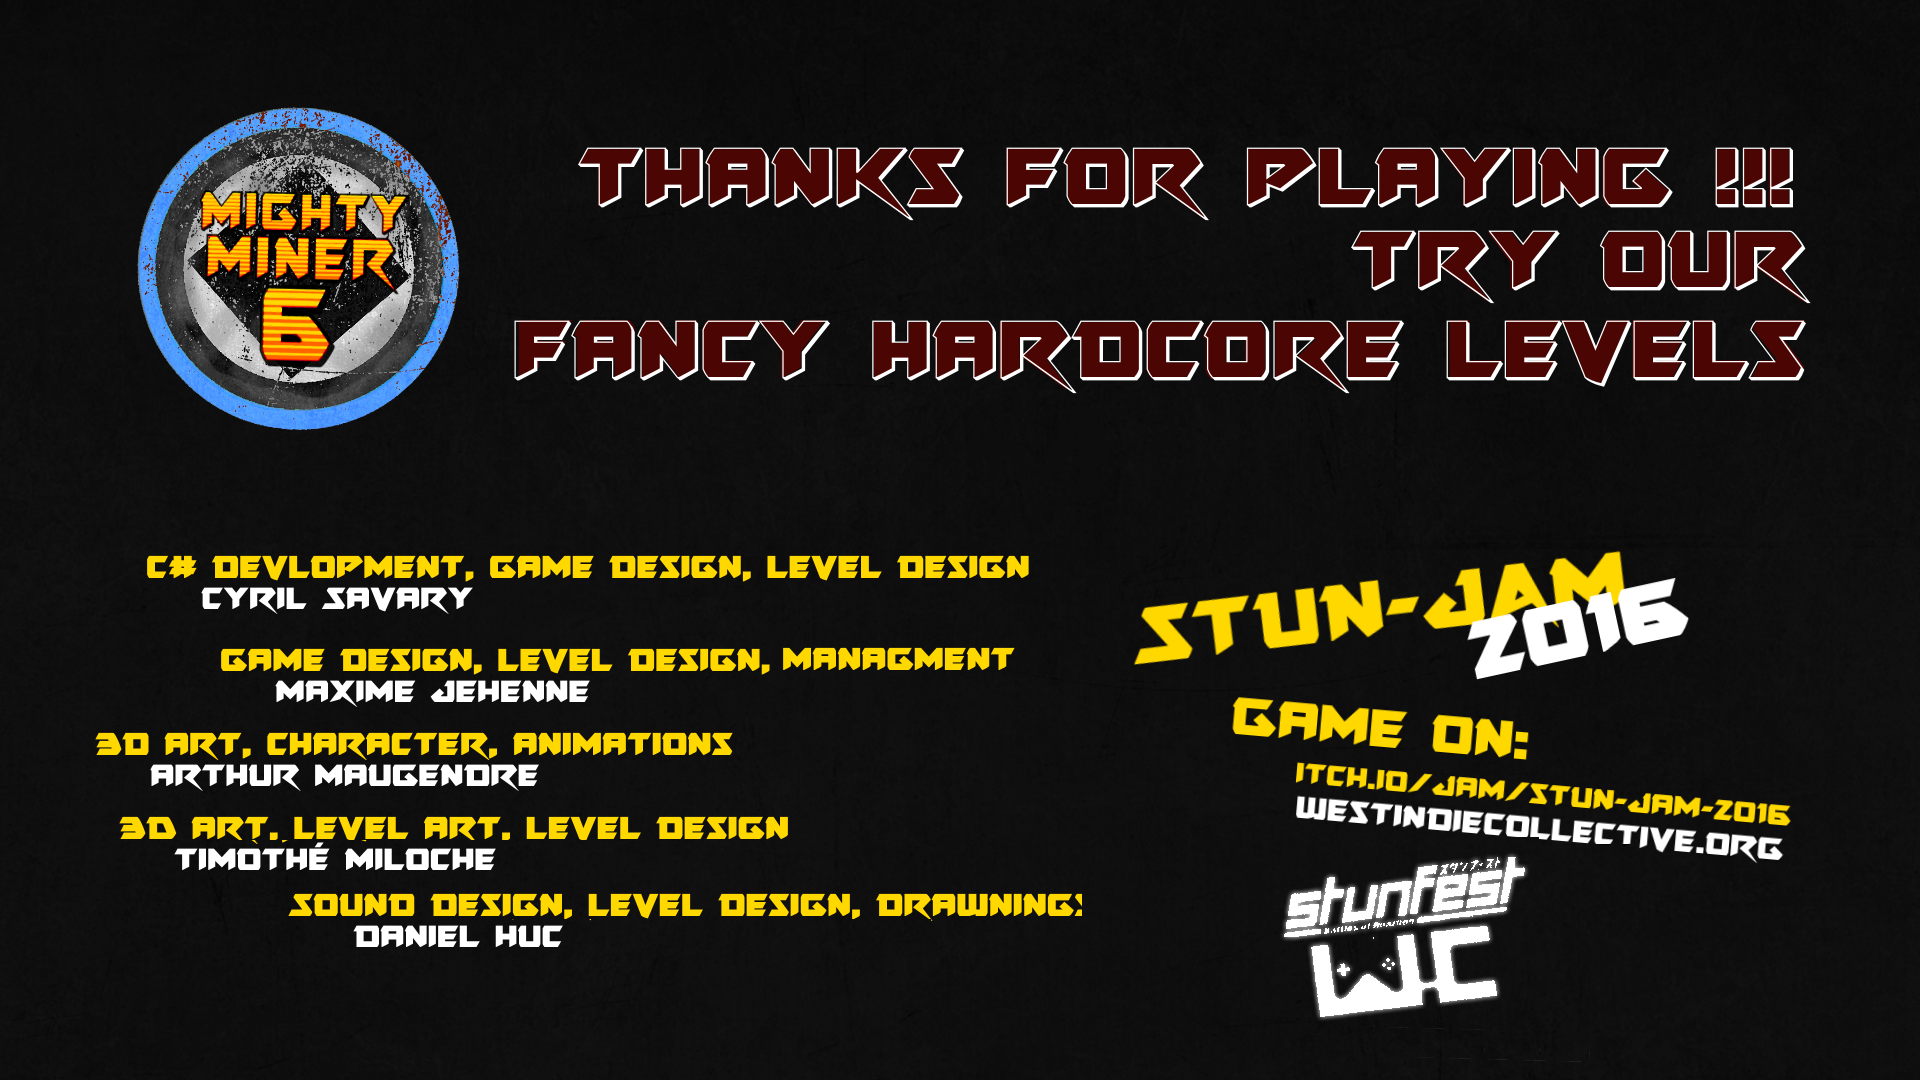 MIGHTY
MINER
6
THANKS FOR PLAYING !!!
TRY OUR
FANCY HARDCORE LEVELS
C# DEVLOPMENT, GAME DESIGN, LEVEL DESIGN
CYRIL SAVARY
GAME DESIGN, LEVEL DESIGN, MANAGMENT
MAXIME JEHENNE
3D ART, CHARACTER, ANIMATIONS
ARTHUR MAUGENDRE
3D ART, LEVEL ART, LEVEL DESIGN
TIMOTHÉ MILOCHE
SOUND DESIGN, LEVEL DESIGN, DRAWNINGS
DANIEL HUC
STUN-JAM
2016
GAME ON:
ITCH.IO/JAM/STUN-JAM-2016
WESTINDIECOLLECTIVE.ORG
stunfest
WIC